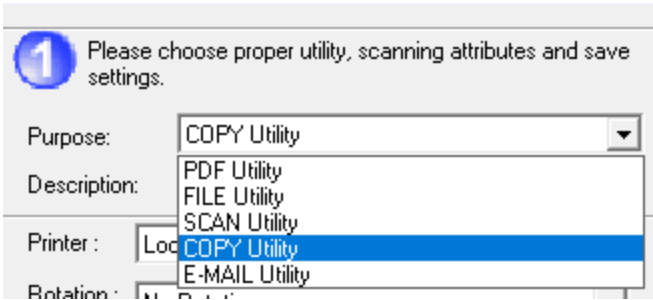 1
Please choose proper utility, scanning attributes and save
settings.
Purpose:
COPY Utility
PDF Utility
Description:
FILE Utility
SCAN Utility
Printer :
COPY Utility
E-MAIL Utility